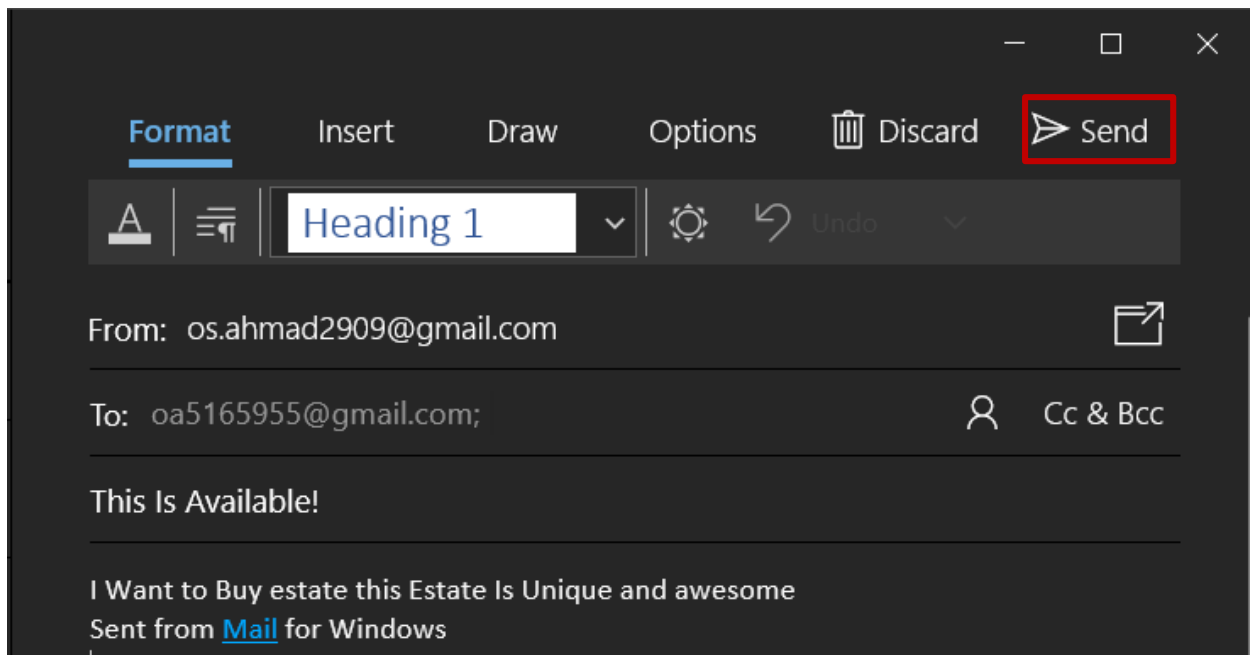 Format Insert Draw Options Discard Send
A Heading 1 Undo
From: os.ahmad2909@gmail.com
To: oa5165955@gmail.com; Cc & Bcc
This Is Available!
I Want to Buy estate this Estate Is Unique and awesome
Sent from Mail for Windows